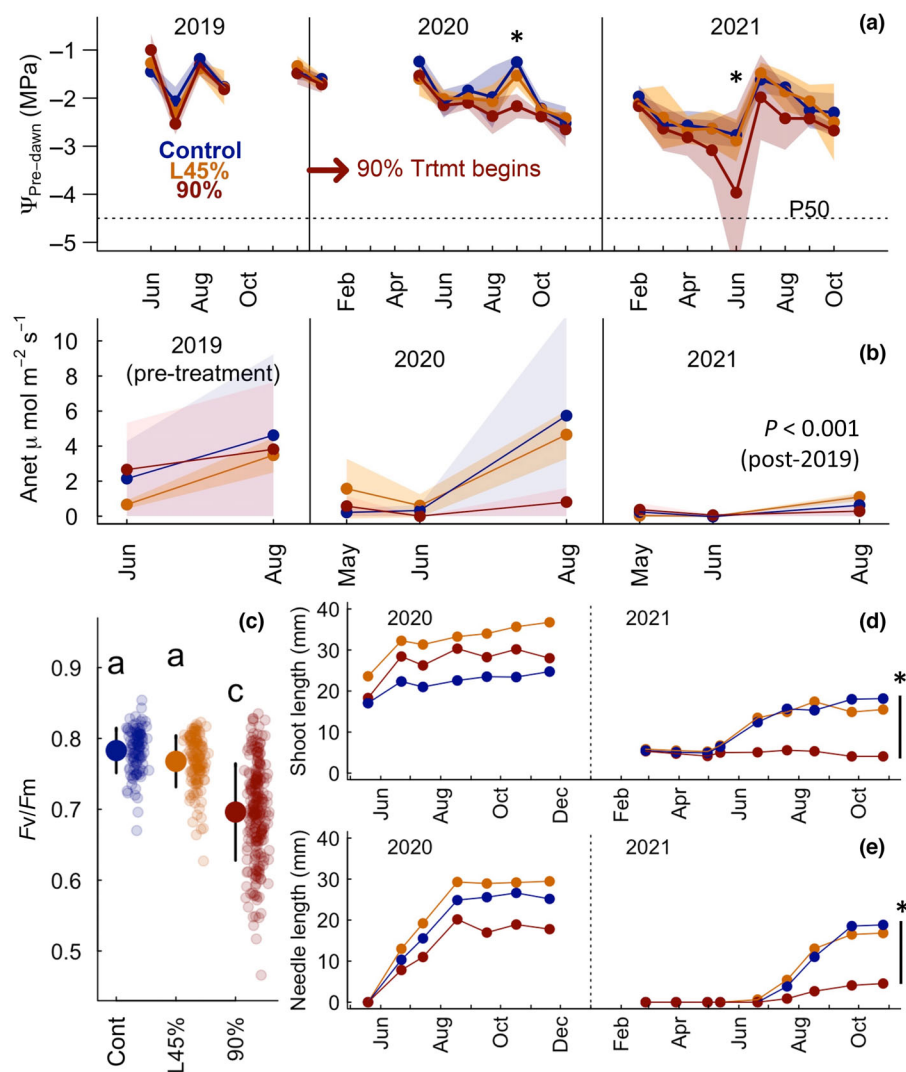 2019
2020
2021
(a)
*
*
Ψ Pre−dawn (MPa)
−1
−2
−3
−4
−5
Control
L45%
90%
90% Trtmt begins
P50
Jun
Aug
Oct
Feb
Apr
Jun
Aug
Oct
Feb
Apr
Jun
Aug
Oct
(b)
2019
(pre-treatment)
2020
2021
P < 0.001
(post-2019)
Anet μ mol m−2 s−1
10
8
6
4
2
0
Jun
Aug
May
Jun
Aug
May
Jun
Aug
(c)
Fv/Fm
0.9
0.8
0.7
0.6
0.5
a
a
c
Cont
L45%
90%
(d)
2020
2021
*
Shoot length (mm)
40
30
20
10
0
Jun
Aug
Oct
Dec
Feb
Apr
Jun
Aug
Oct
(e)
2020
2021
*
Needle length (mm)
40
30
20
10
0
Jun
Aug
Oct
Dec
Feb
Apr
Jun
Aug
Oct